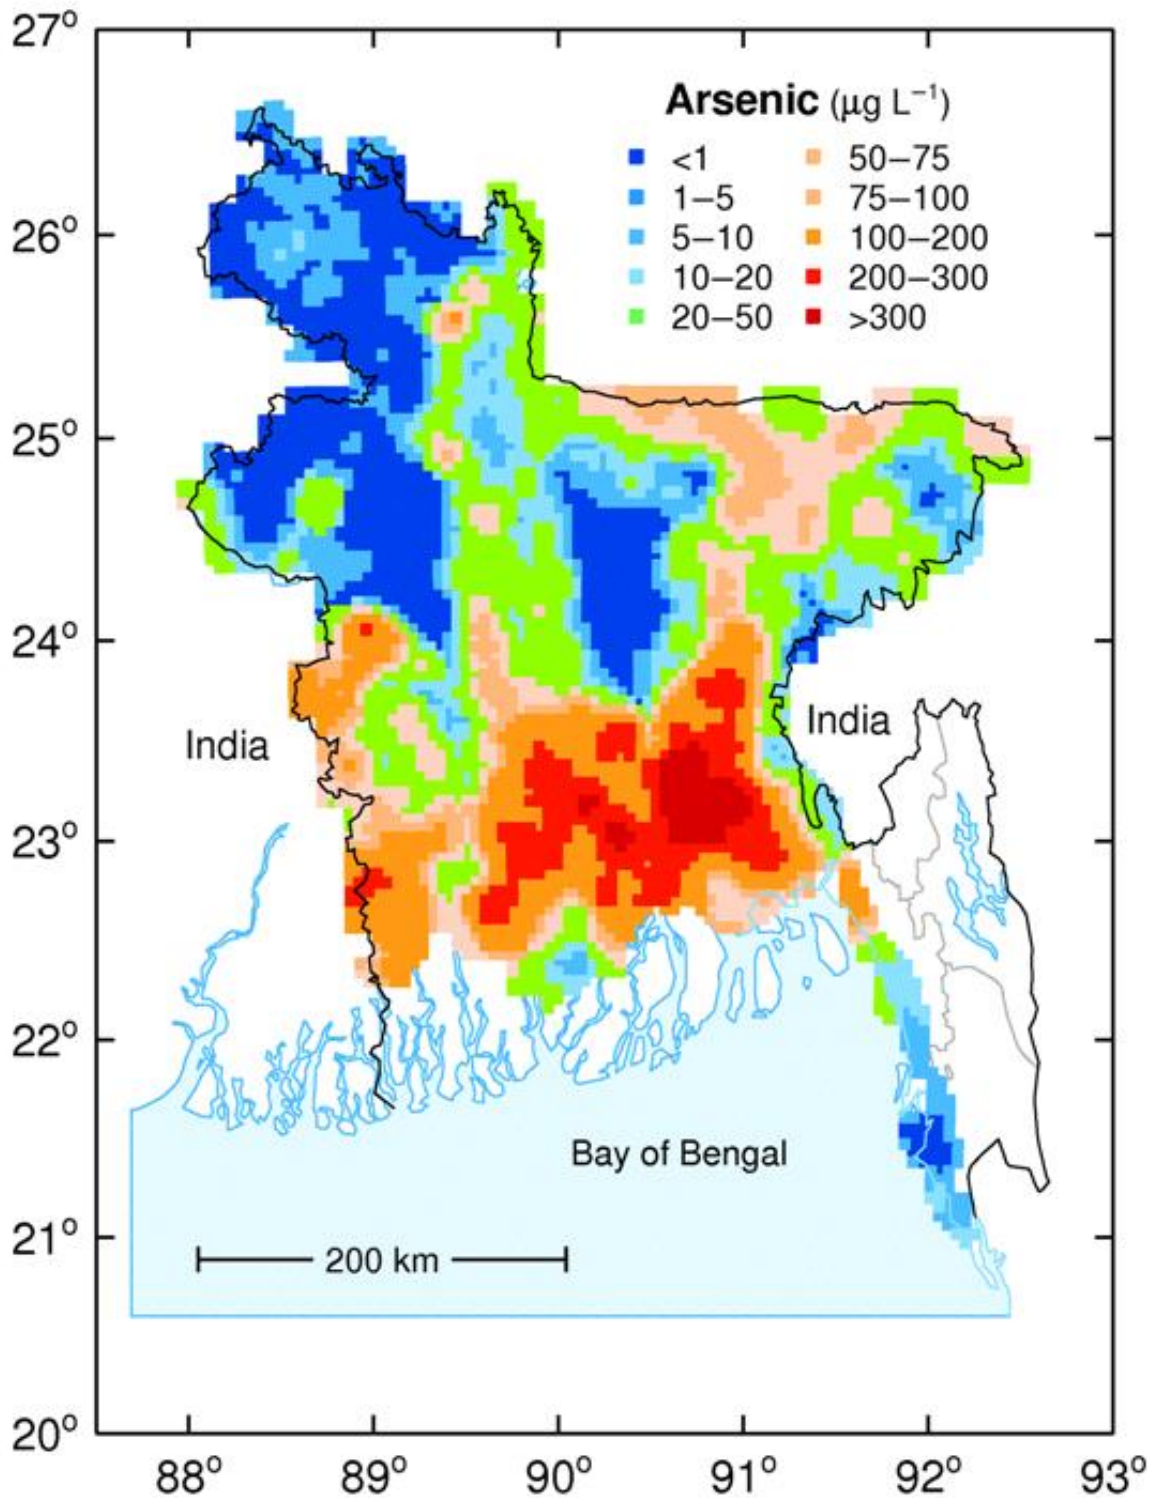 27°
Arsenic (µg L⁻¹)
<1 50–75
1–5 75–100
26°
5–10 100–200
10–20 200–300
20–50 >300
25°
24°
India
India
23°
22°
Bay of Bengal
21°
200 km
20°
88° 89° 90° 91° 92° 93°